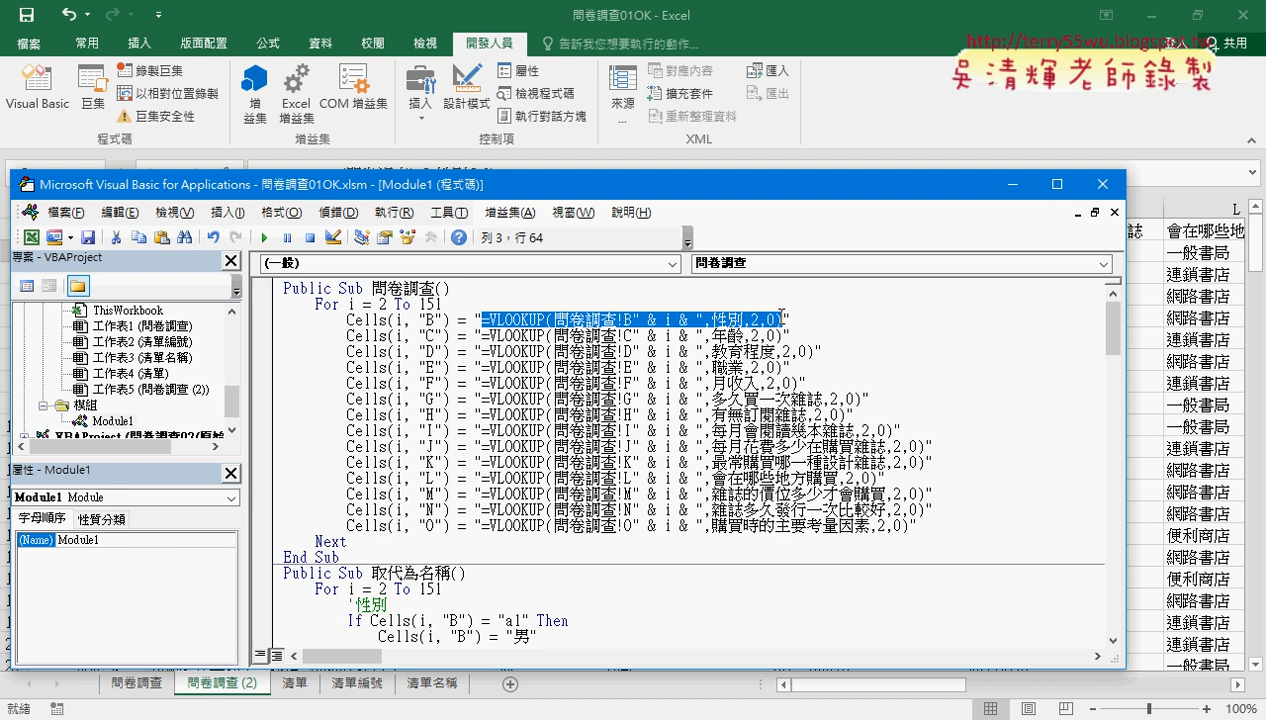 問卷調查01OK - Excel
檔案 常用 插入 版面配置 公式 資料 校閱 檢視 開發人員 告訴我您想要執行的動作... 共用
http://terry55wu.blogspot.tw
吳清輝老師錄製
Visual Basic 巨集 錄製巨集 以相對位置錄製 巨集安全性 程式碼
增益集 Excel 增益集 COM 增益集 增益集
插入 設計模式 屬性 檢視程式碼 執行對話方塊 控制項
來源... 對應內容 擴充套件 重新整理資料 匯入 匯出 XML
Microsoft Visual Basic for Applications - 問卷調查01OK.xlsm - [Module1 (程式碼)]
檔案(F) 編輯(E) 檢視(V) 插入(I) 格式(O) 偵錯(D) 執行(R) 工具(T) 增益集(A) 視窗(W) 說明(H)
列 3，行 64
專案 - VBAProject
ThisWorkbook
工作表1 (問卷調查)
工作表2 (清單編號)
工作表3 (清單名稱)
工作表4 (清單)
工作表5 (問卷調查 (2))
模組
Module1
屬性 - Module1
Module1 Module
字母順序 性質分類
(Name) Module1
(一般) 問卷調查
Public Sub 問卷調查()
For i = 2 To 151
Cells(i, "B") = "=VLOOKUP(問卷調查!B" & i & ",性別,2,0)"
Cells(i, "C") = "=VLOOKUP(問卷調查!C" & i & ",年齡,2,0)"
Cells(i, "D") = "=VLOOKUP(問卷調查!D" & i & ",教育程度,2,0)"
Cells(i, "E") = "=VLOOKUP(問卷調查!E" & i & ",職業,2,0)"
Cells(i, "F") = "=VLOOKUP(問卷調查!F" & i & ",月收入,2,0)"
Cells(i, "G") = "=VLOOKUP(問卷調查!G" & i & ",多久買一次雜誌,2,0)"
Cells(i, "H") = "=VLOOKUP(問卷調查!H" & i & ",有無訂閱雜誌,2,0)"
Cells(i, "I") = "=VLOOKUP(問卷調查!I" & i & ",每月會閱讀幾本雜誌,2,0)"
Cells(i, "J") = "=VLOOKUP(問卷調查!J" & i & ",每月花費多少在購買雜誌,2,0)"
Cells(i, "K") = "=VLOOKUP(問卷調查!K" & i & ",最常購買哪一種設計雜誌,2,0)"
Cells(i, "L") = "=VLOOKUP(問卷調查!L" & i & ",會在哪些地方購買,2,0)"
Cells(i, "M") = "=VLOOKUP(問卷調查!M" & i & ",雜誌的價位多少才會購買,2,0)"
Cells(i, "N") = "=VLOOKUP(問卷調查!N" & i & ",雜誌多久發行一次比較好,2,0)"
Cells(i, "O") = "=VLOOKUP(問卷調查!O" & i & ",購買時的主要考量因素,2,0)"
Next
End Sub
Public Sub 取代為名稱()
For i = 2 To 151
'性別
If Cells(i, "B") = "a1" Then
Cells(i, "B") = "男"
L
誌 會在哪些地
一般書局
連鎖書店
網路書店
網路書店
網路書店
網路書店
連鎖書店
一般書局
一般書局
連鎖書店
網路書店
網路書店
網路書店
便利商店
網路書店
便利商店
網路書店
連鎖書店
連鎖書店
一般書局
問卷調查 問卷調查 (2) 清單 清單編號 清單名稱
就緒 100%